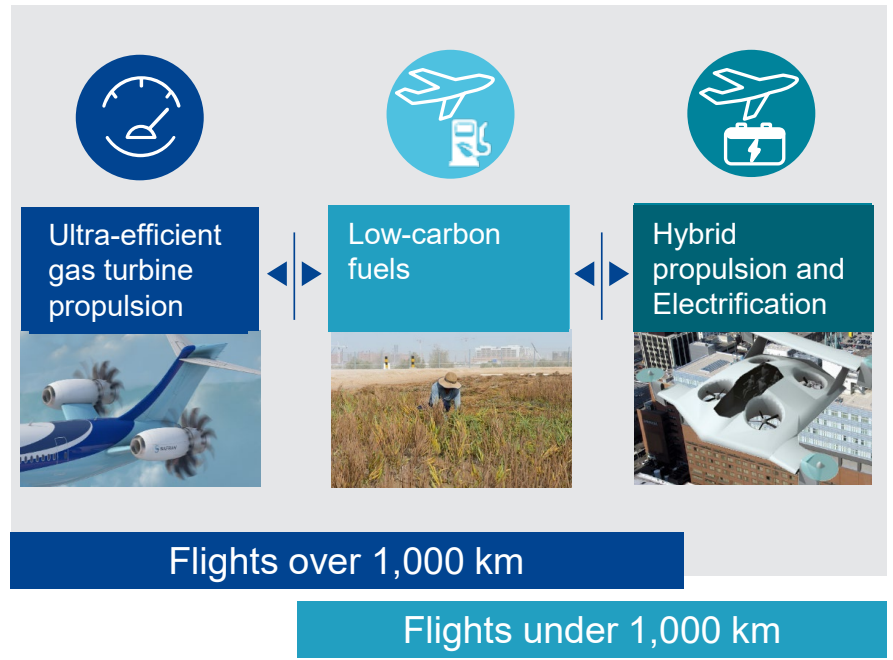 Ultra-efficient
gas turbine
propulsion
Low-carbon
fuels
Hybrid
propulsion and
Electrification
SAFRAN
Flights over 1,000 km
Flights under 1,000 km